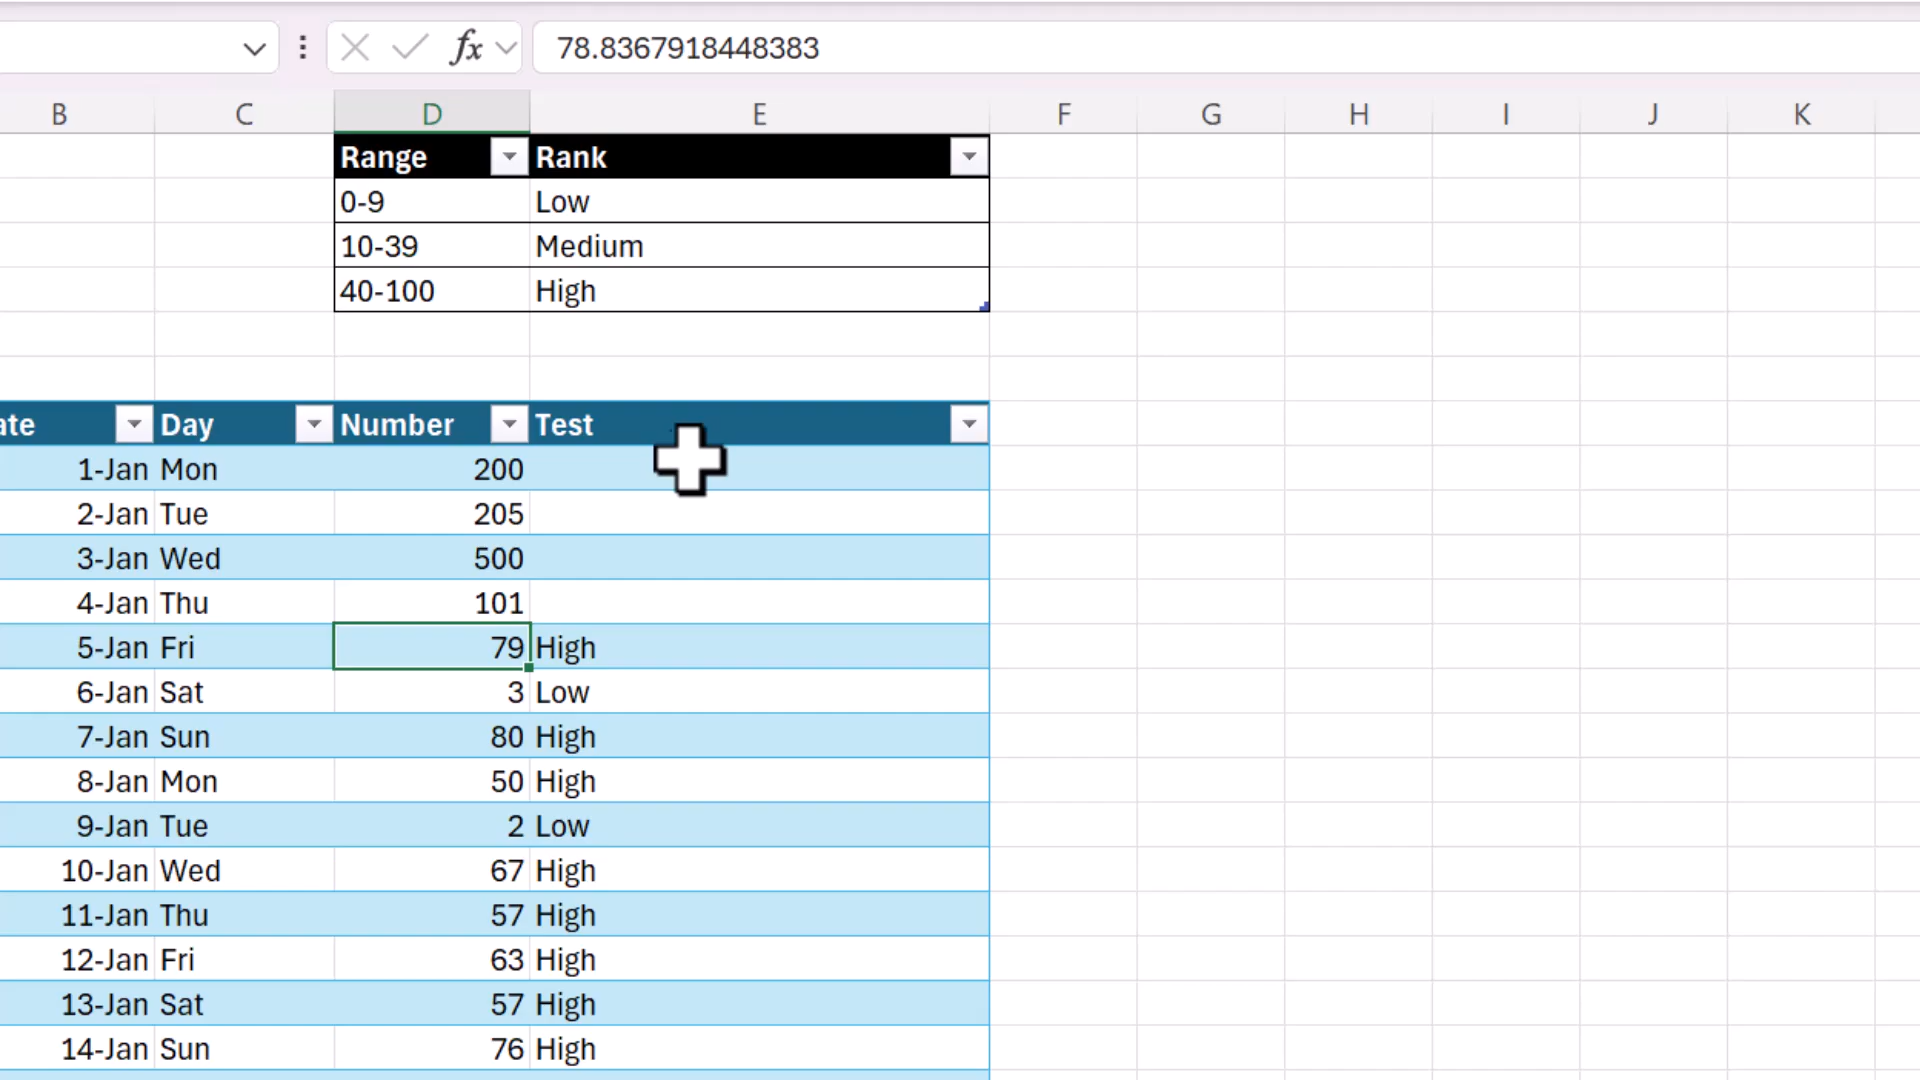 fx 78.8367918448383
B C D E F G H I J K
Range Rank
0-9 Low
10-39 Medium
40-100 High
ate Day Number Test
1-Jan Mon 200
2-Jan Tue 205
3-Jan Wed 500
4-Jan Thu 101
5-Jan Fri 79 High
6-Jan Sat 3 Low
7-Jan Sun 80 High
8-Jan Mon 50 High
9-Jan Tue 2 Low
10-Jan Wed 67 High
11-Jan Thu 57 High
12-Jan Fri 63 High
13-Jan Sat 57 High
14-Jan Sun 76 High